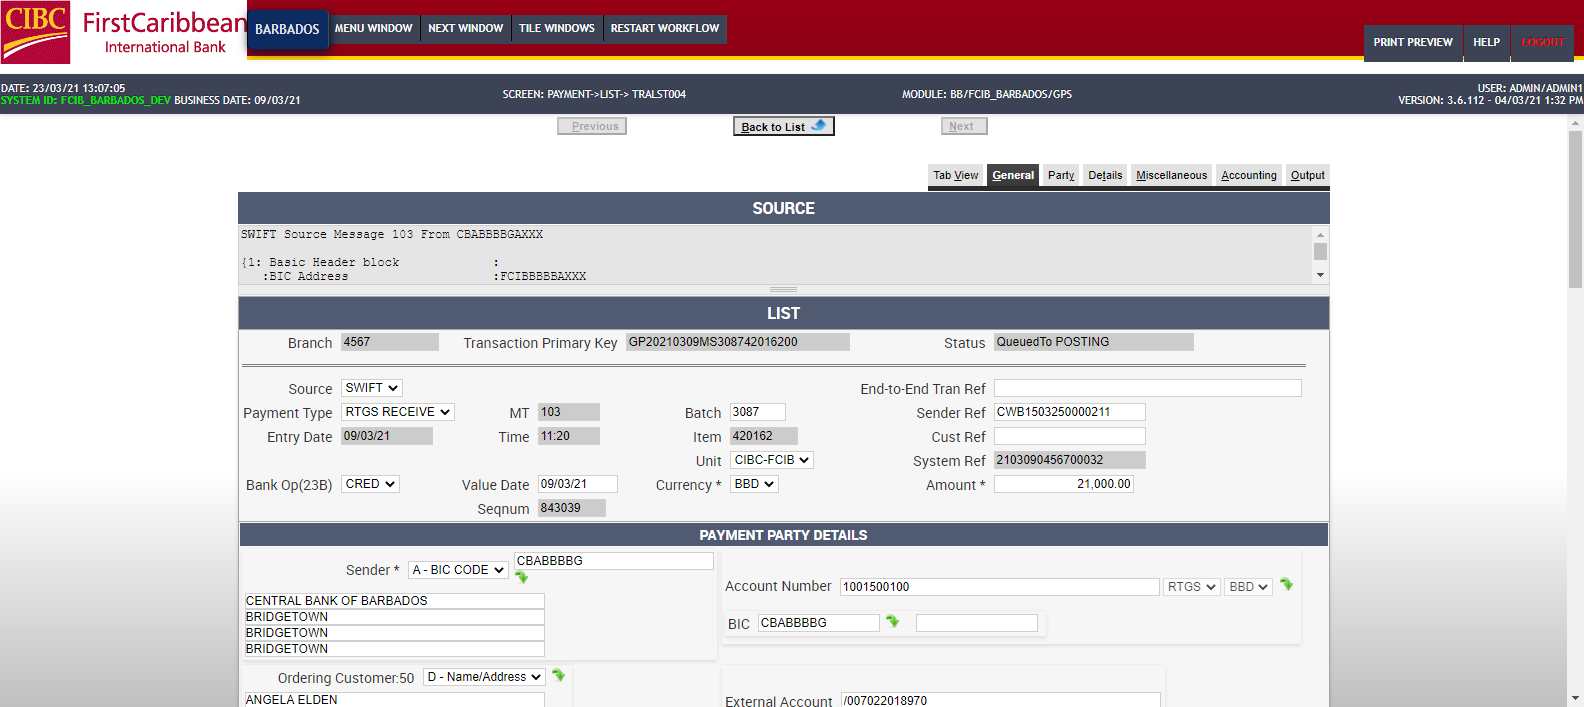 CIBC
FirstCaribbean
International Bank
BARBADOS
MENU WINDOW
NEXT WINDOW
TILE WINDOWS
RESTART WORKFLOW
PRINT PREVIEW
HELP
LOGOUT
DATE: 23/03/21 13:07:05
SYSTEM ID: FCIB_BARBADOS_DEV BUSINESS DATE: 09/03/21
SCREEN: PAYMENT->LIST-> TRALST004
MODULE: BB/FCIB_BARBADOS/GPS
USER: ADMIN/ADMIN1
VERSION: 3.6.112 - 04/03/21 1:32 PM
Previous
Back to List
Next
Tab View
General
Party
Details
Miscellaneous
Accounting
Output
SOURCE
SWIFT Source Message 103 From CBABBBBGAXXX
{1: Basic Header block :
:BIC Address :FCIBBBBBAXXX
LIST
Branch 4567
Transaction Primary Key GP20210309MS308742016200
Status QueuedTo POSTING
Source SWIFT
End-to-End Tran Ref
Payment Type RTGS RECEIVE
MT 103
Batch 3087
Sender Ref CWB1503250000211
Entry Date 09/03/21
Time 11:20
Item 420162
Cust Ref
Unit CIBC-FCIB
System Ref 2103090456700032
Bank Op(23B) CRED
Value Date 09/03/21
Currency * BBD
Amount * 21,000.00
Seqnum 843039
PAYMENT PARTY DETAILS
Sender * A - BIC CODE CBABBBBG
CENTRAL BANK OF BARBADOS
BRIDGETOWN
BRIDGETOWN
BRIDGETOWN
Account Number 1001500100 RTGS BBD
BIC CBABBBBG
Ordering Customer:50 D - Name/Address
ANGELA ELDEN
External Account /007022018970